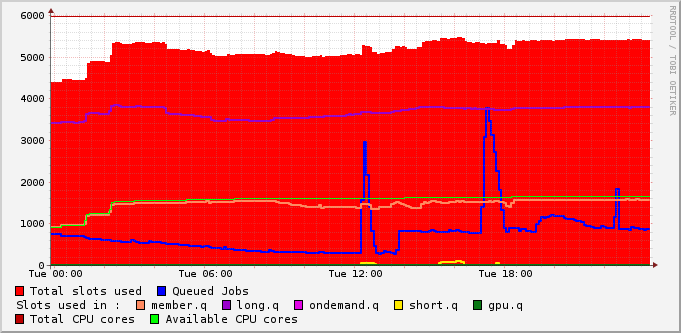 6000
5000
4000
3000
2000
1000
0
Tue 00:00 Tue 06:00 Tue 12:00 Tue 18:00
Total slots used Queued Jobs
Slots used in : member.q long.q ondemand.q short.q gpu.q
Total CPU cores Available CPU cores
RRDTOOL / TOBI OETIKER